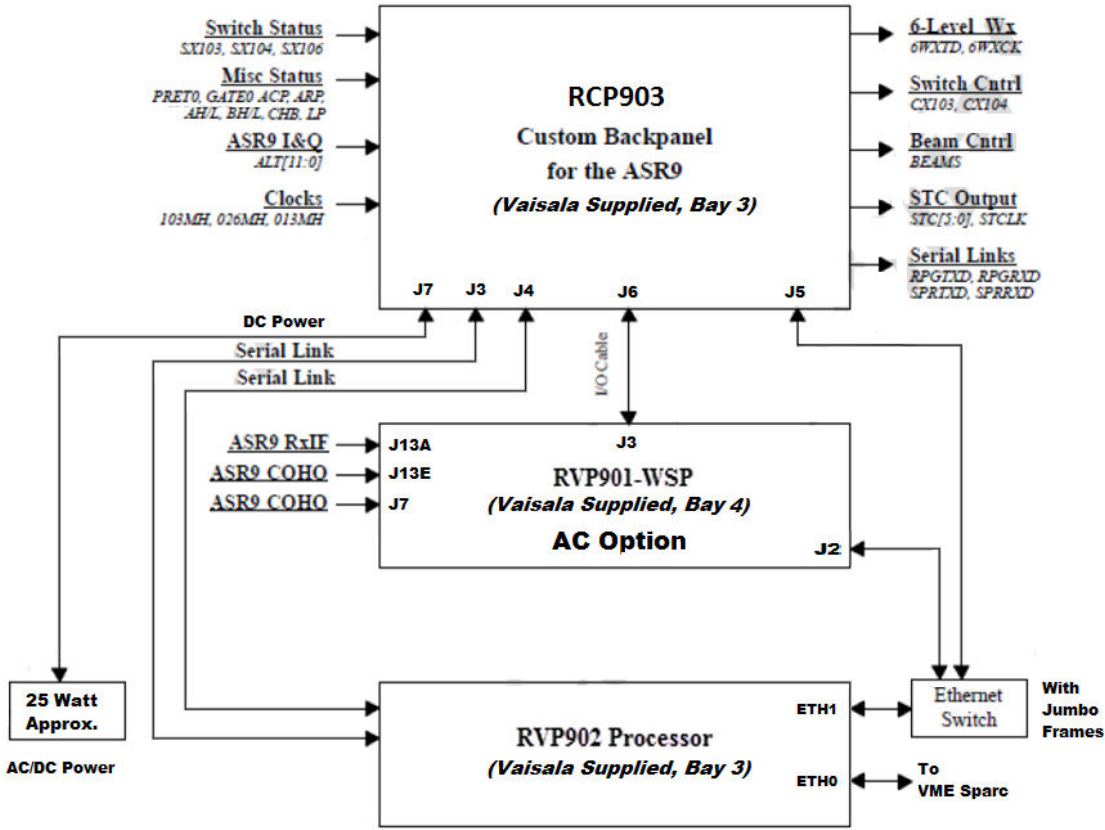 Switch Status
SX103, SX104, SX106
Misc Status
PRET0, GATE0 ACP, ARP,
AH/L, BH/L, CHB, LP
ASR9 I&Q
ALT[11:0]
Clocks
103MH, 026MH, 013MH
RCP903
Custom Backpanel
for the ASR9
(Vaisala Supplied, Bay 3)
J7
J3
J4
J6
J5
6-Level Wx
6WXTD, 6WXCK
Switch Cntrl
CX103, CX104
Beam Cntrl
BEAMS
STC Output
STC[5:0], STCLK
Serial Links
RPGTXD, RPGRXD
SPRTXD, SPRRXD
DC Power
Serial Link
Serial Link
I/O Cable
ASR9 RxIF
ASR9 COHO
ASR9 COHO
J13A
J13E
J7
J3
RVP901-WSP
(Vaisala Supplied, Bay 4)
AC Option
J2
25 Watt
Approx.
AC/DC Power
RVP902 Processor
(Vaisala Supplied, Bay 3)
ETH1
ETH0
Ethernet
Switch
With
Jumbo
Frames
To
VME Sparc